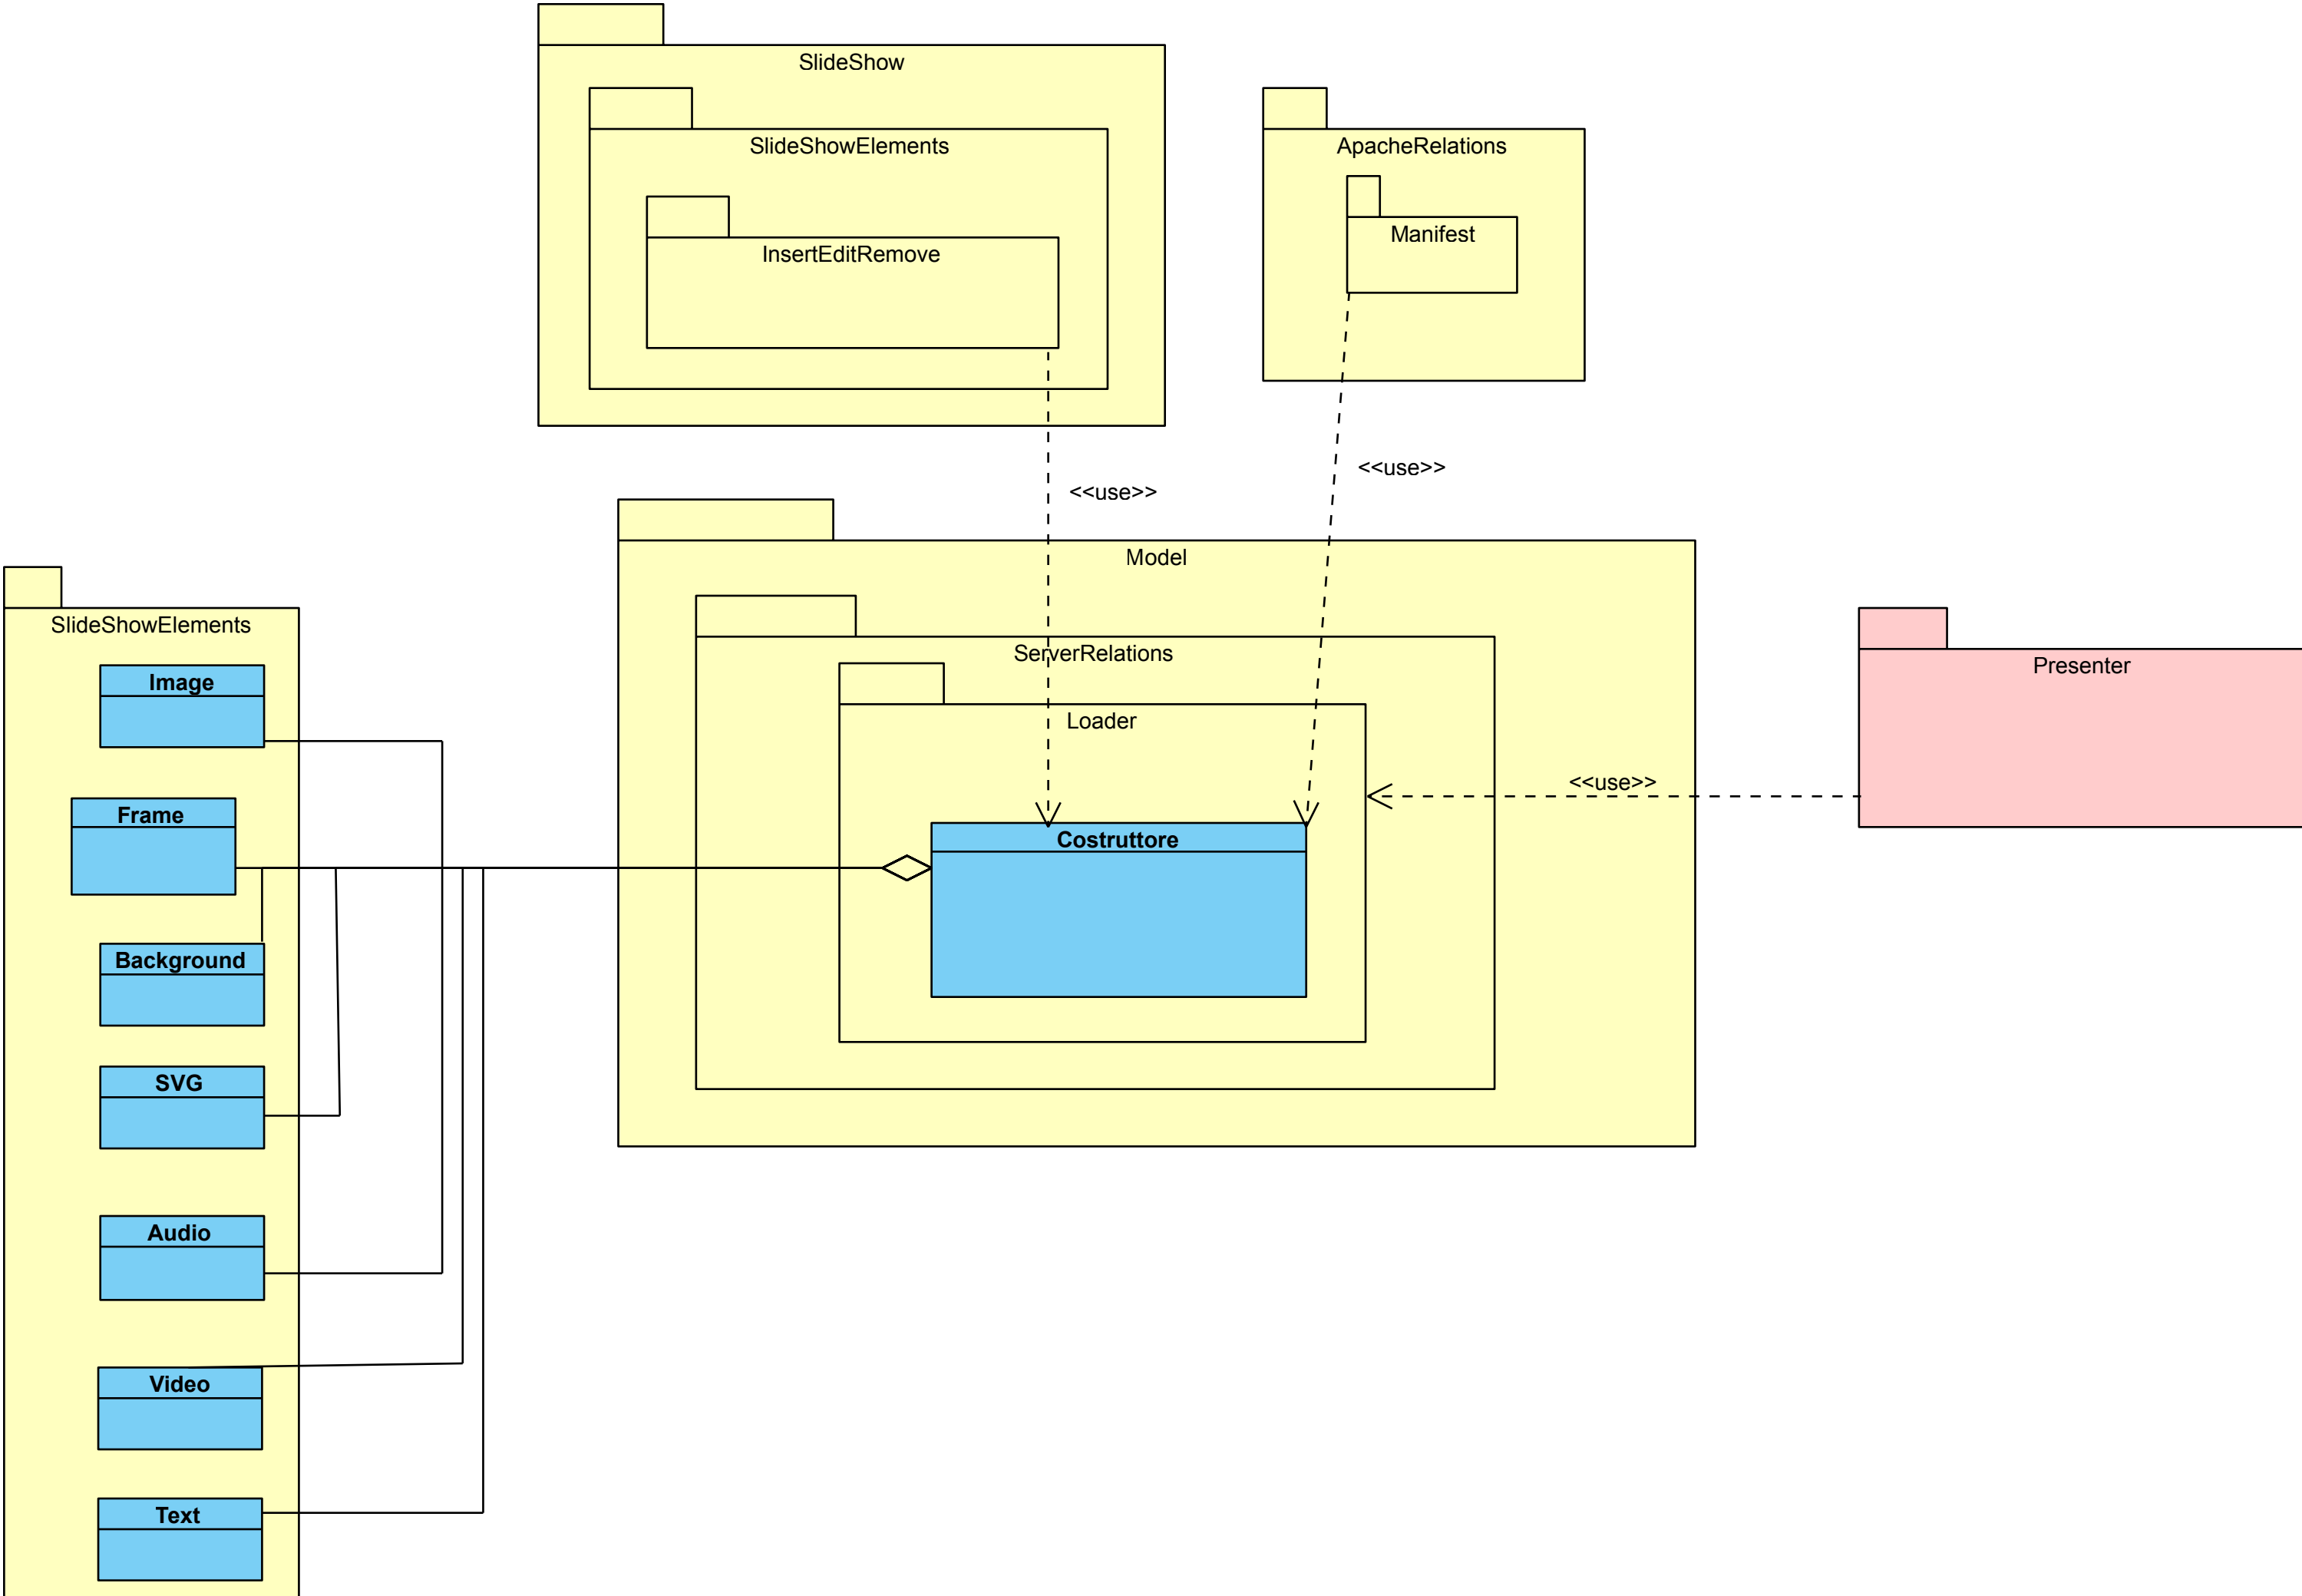 SlideShow
SlideShowElements
InsertEditRemove
ApacheRelations
Manifest
<<use>>
<<use>>
Model
ServerRelations
Loader
Costruttore
<<use>>
Presenter
SlideShowElements
Image
Frame
Background
SVG
Audio
Video
Text